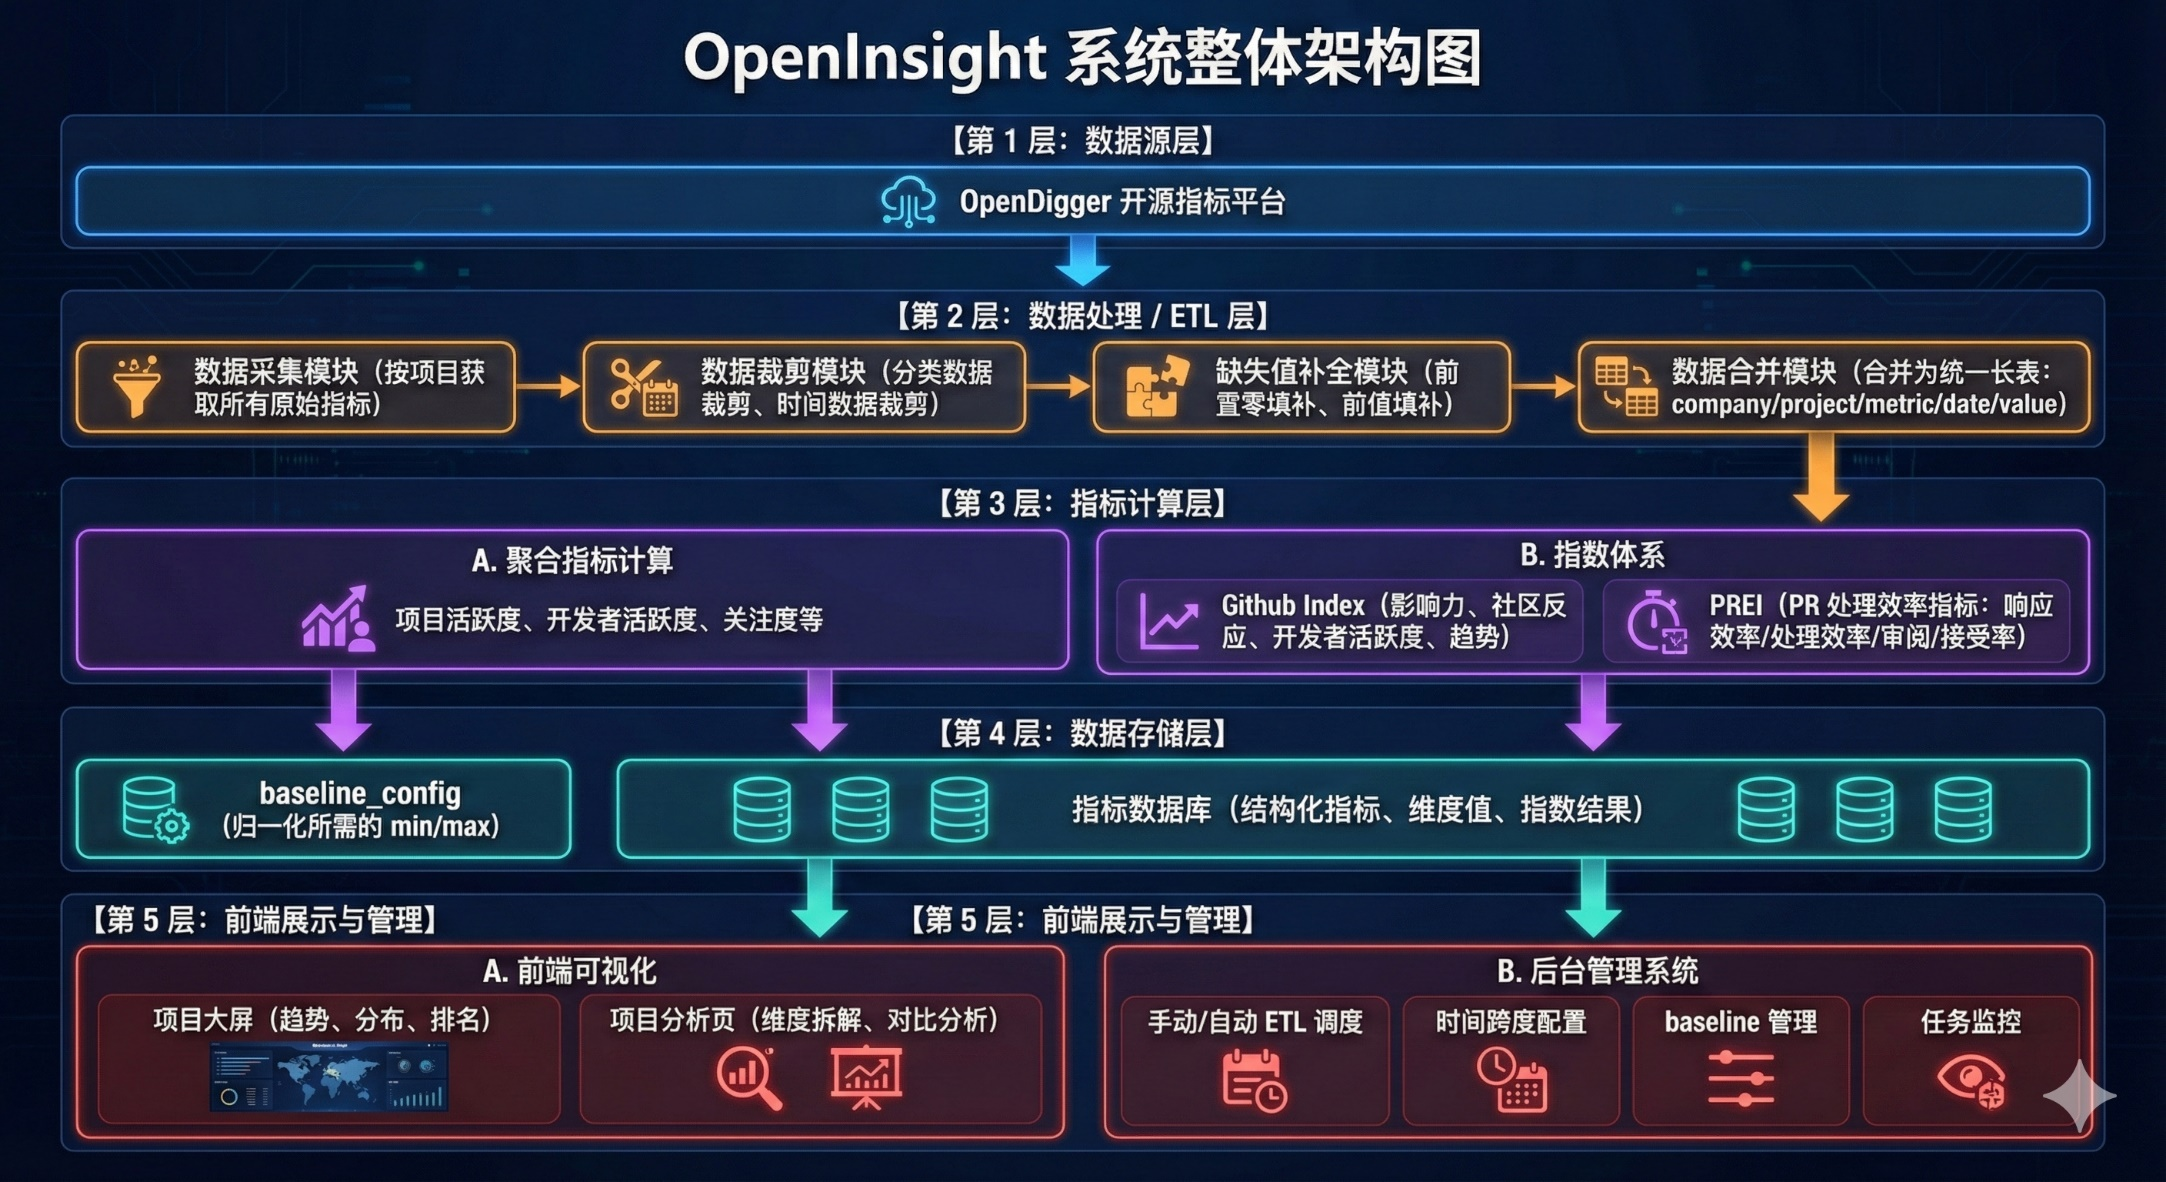 OpenInsight 系统整体架构图
【第 1 层：数据源层】
OpenDigger 开源指标平台
【第 2 层：数据处理 / ETL 层】
数据采集模块（按项目获
取所有原始指标）
数据裁剪模块（分类数据
裁剪、时间数据裁剪）
缺失值补全模块（前
置零填补、前值填补）
数据合并模块（合并为统一长表：
company/project/metric/date/value）
【第 3 层：指标计算层】
A. 聚合指标计算
项目活跃度、开发者活跃度、关注度等
B. 指数体系
Github Index（影响力、社区反
应、开发者活跃度、趋势）
PREI（PR 处理效率指标：响应
效率/处理效率/审阅/接受率）
【第 4 层：数据存储层】
baseline_config
（归一化所需的 min/max）
指标数据库（结构化指标、维度值、指数结果）
【第 5 层：前端展示与管理】
【第 5 层：前端展示与管理】
A. 前端可视化
项目大屏（趋势、分布、排名）
项目分析页（维度拆解、对比分析）
B. 后台管理系统
手动/自动 ETL 调度
时间跨度配置
baseline 管理
任务监控